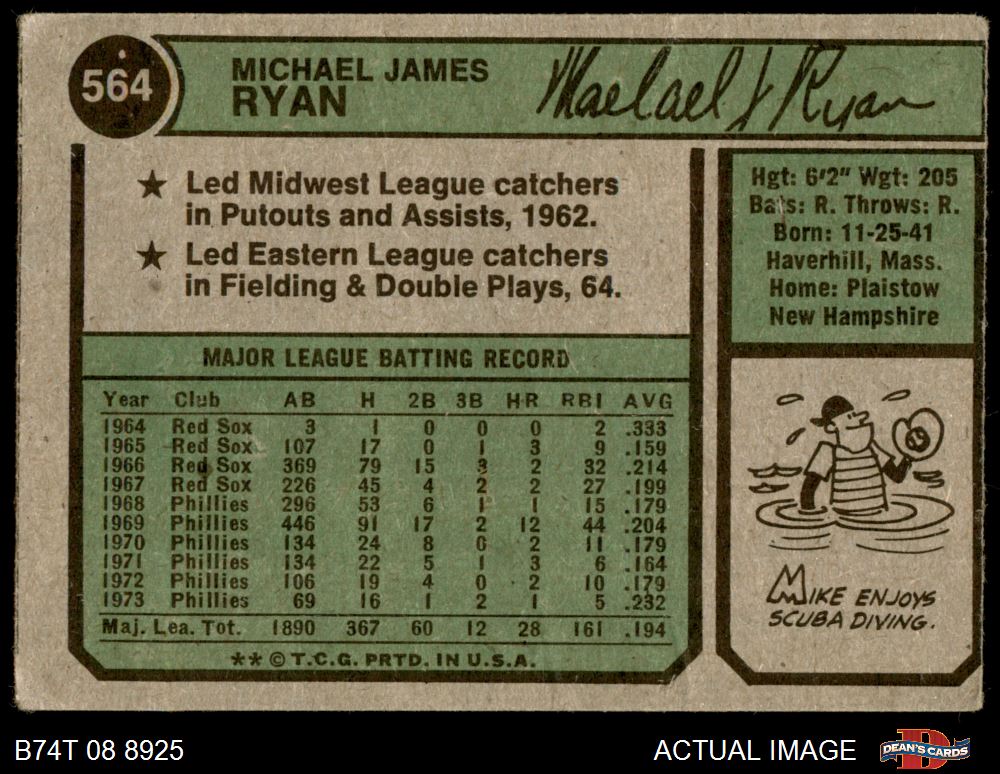 564
MICHAEL JAMES
RYAN
Michael J Ryan
★ Led Midwest League catchers
in Putouts and Assists, 1962.
★ Led Eastern League catchers
in Fielding & Double Plays, 64.
Hgt: 6'2" Wgt: 205
Bats: R. Throws: R.
Born: 11-25-41
Haverhill, Mass.
Home: Plaistow
New Hampshire
MAJOR LEAGUE BATTING RECORD
Year Club AB H 2B 3B HR RBI AVG
1964 Red Sox 3 1 0 0 0 2 .333
1965 Red Sox 107 17 0 1 3 9 .159
1966 Red Sox 369 79 15 3 2 32 .214
1967 Red Sox 226 45 4 2 2 27 .199
1968 Phillies 296 53 6 1 1 15 .179
1969 Phillies 446 91 17 2 12 44 .204
1970 Phillies 134 24 8 0 2 11 .179
1971 Phillies 134 22 5 1 3 6 .164
1972 Phillies 106 19 4 0 2 10 .179
1973 Phillies 69 16 1 2 1 5 .232
Maj. Lea. Tot. 1890 367 60 12 28 161 .194
** © T.C.G. PRTD. IN U.S.A.
MIKE ENJOYS
SCUBA DIVING.
B74T 08 8925
ACTUAL IMAGE
DEAN'S CARDS